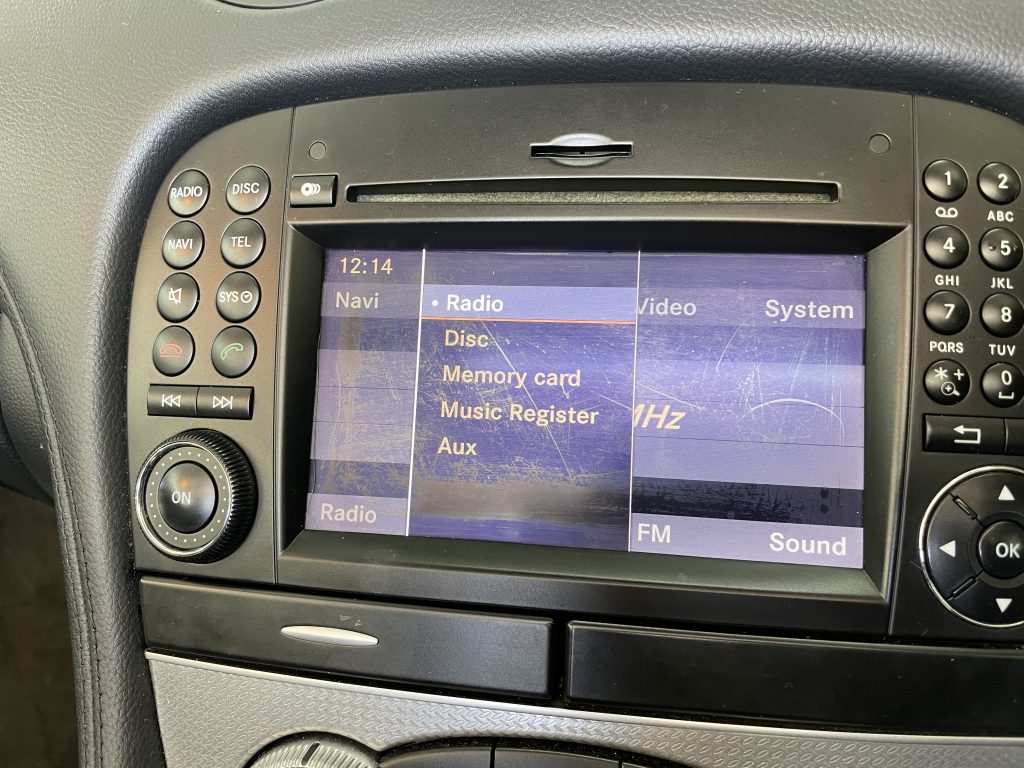 RADIO DISC
NAVI TEL
SYS
ON
12:14
Navi
Radio
• Radio
Disc
Memory card
Music Register
Aux
Video System
MHz
FM Sound
1 2
ABC
4 5
GHI JKL
7 8
PQRS TUV
* + 0
OK